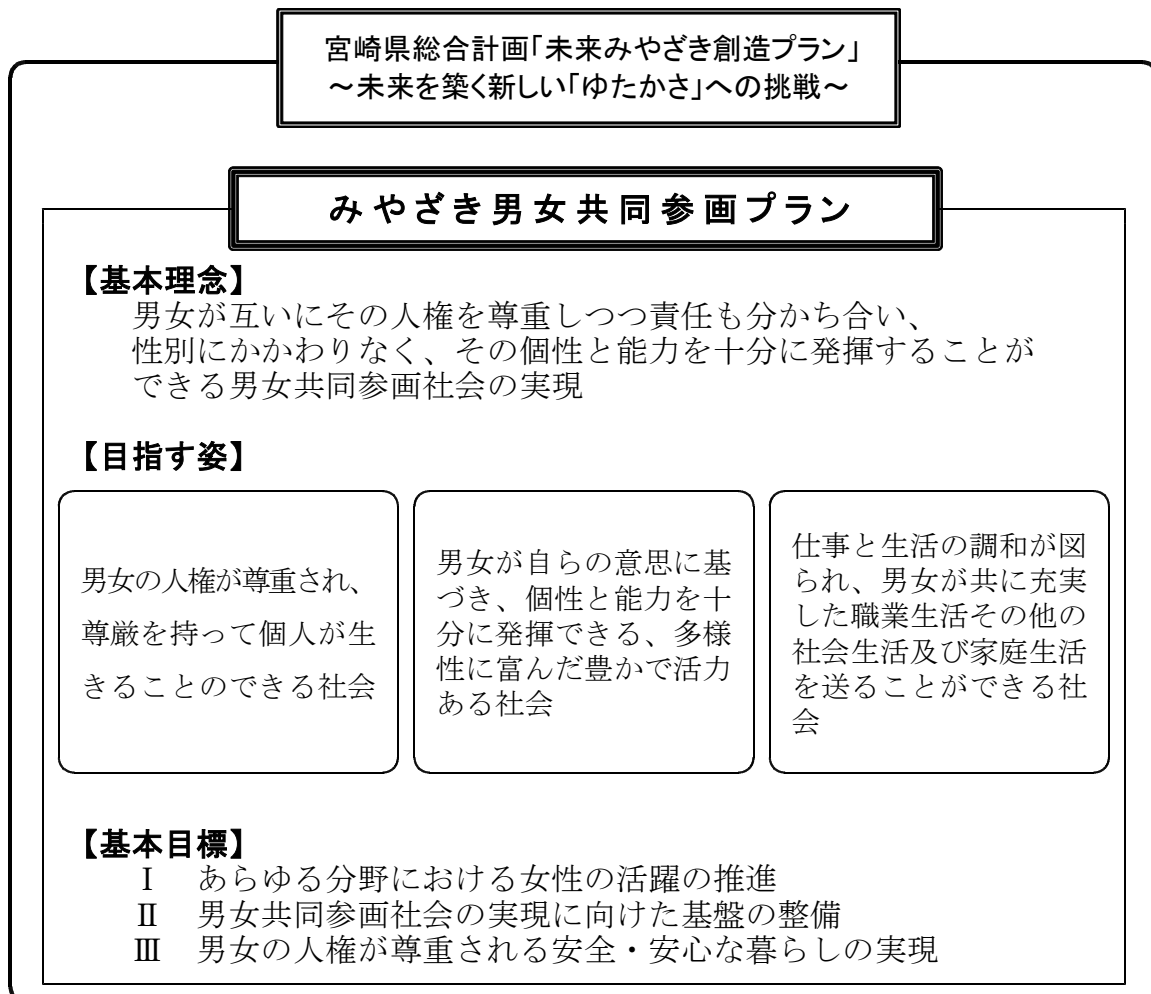 宮崎県総合計画「未来みやざき創造プラン」
～未来を築く新しい「ゆたかさ」への挑戦～
みやざき男女共同参画プラン
【基本理念】
男女が互いにその人権を尊重しつつ責任も分かち合い、
性別にかかわりなく、その個性と能力を十分に発揮することが
できる男女共同参画社会の実現
【目指す姿】
男女の人権が尊重され、
尊厳を持って個人が生
きることのできる社会
男女が自らの意思に基
づき、個性と能力を十
分に発揮できる、多様
性に富んだ豊かで活力
ある社会
仕事と生活の調和が図
られ、男女が共に充実
した職業生活その他の
社会生活及び家庭生活
を送ることができる社
会
【基本目標】
Ⅰ　あらゆる分野における女性の活躍の推進
Ⅱ　男女共同参画社会の実現に向けた基盤の整備
Ⅲ　男女の人権が尊重される安全・安心な暮らしの実現